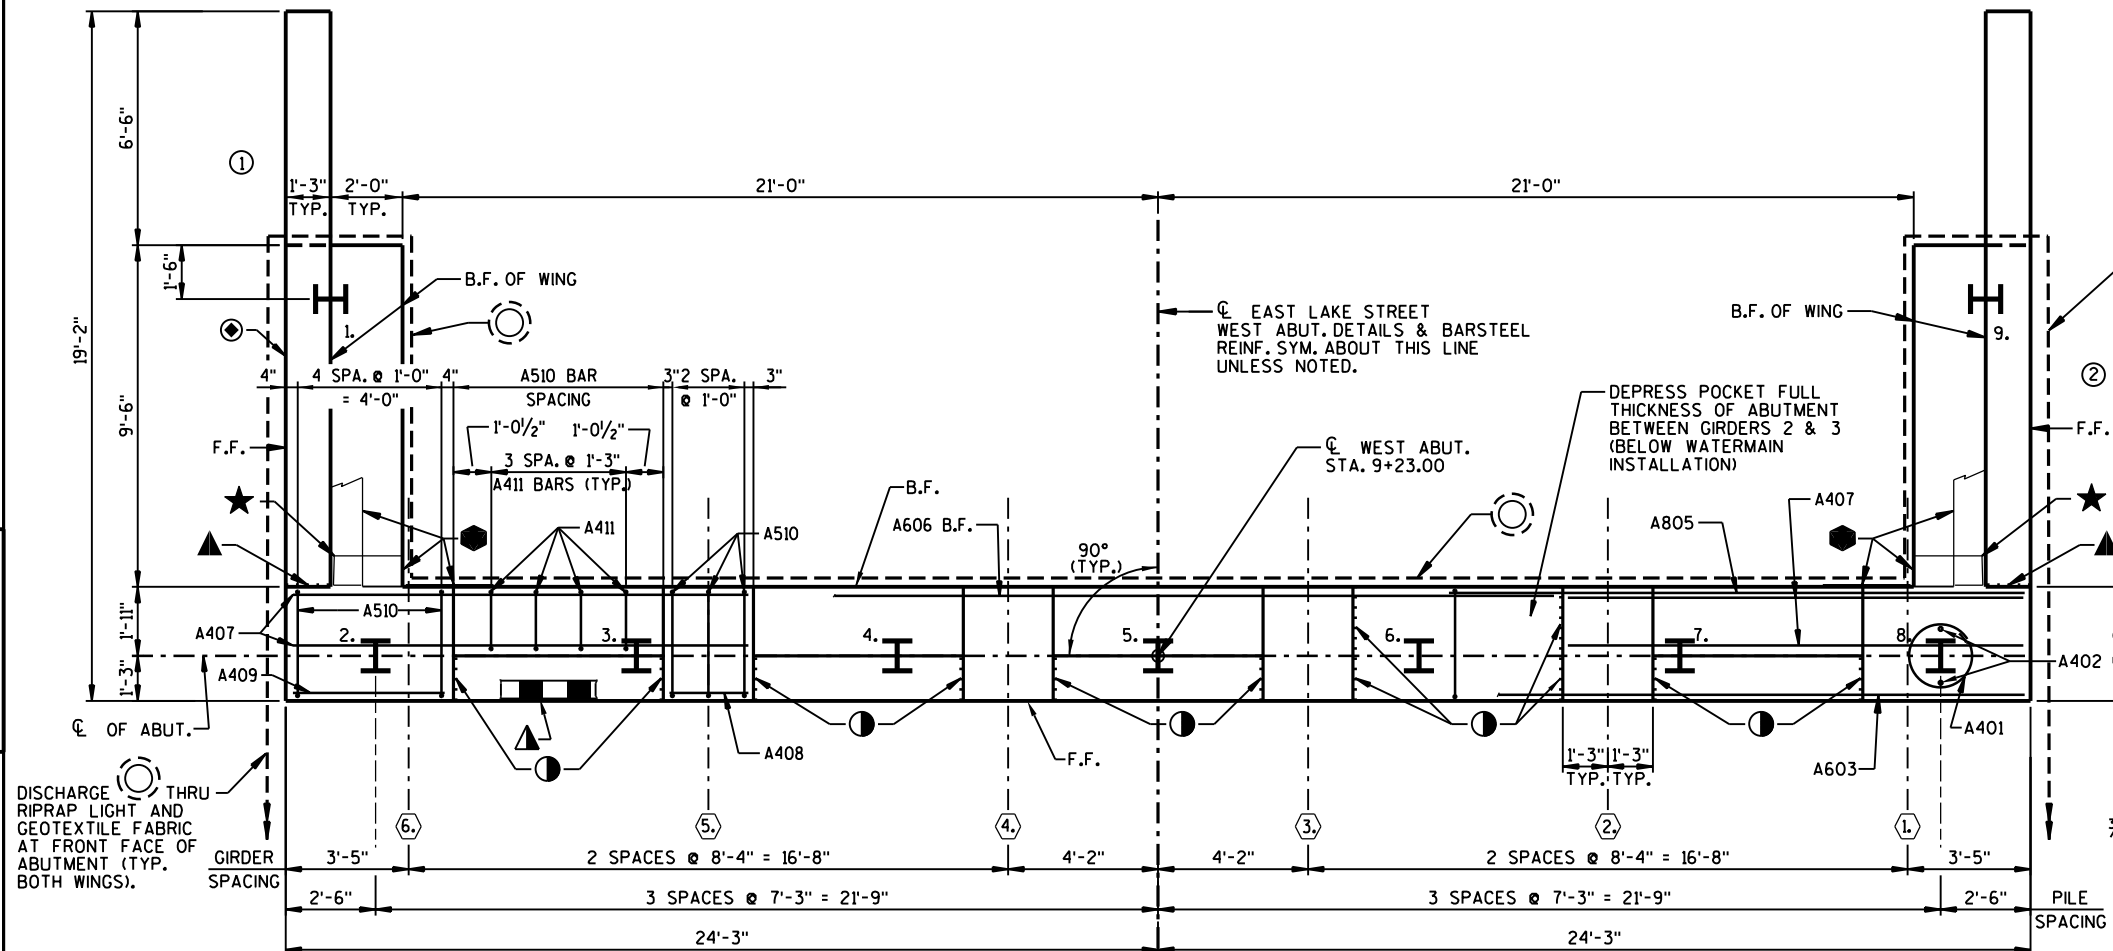 19'-2"
6'-6"
9'-6"
1'-6"
1'-11"
1'-3"
1
1'-3"
TYP.
2'-0"
TYP.
21'-0"
21'-0"
B.F. OF WING
1.
℄ EAST LAKE STREET
WEST ABUT. DETAILS & BARSTEEL
REINF. SYM. ABOUT THIS LINE
UNLESS NOTED.
B.F. OF WING
9.
2
4"
4 SPA. @ 1'-0"
= 4'-0"
4"
A510 BAR
SPACING
3"
2 SPA.
@ 1'-0"
3"
1'-0½"
1'-0½"
3 SPA. @ 1'-3"
A411 BARS (TYP.)
F.F.
DEPRESS POCKET FULL
THICKNESS OF ABUTMENT
BETWEEN GIRDERS 2 & 3
(BELOW WATERMAIN
INSTALLATION)
F.F.
℄ WEST ABUT.
STA. 9+23.00
B.F.
A606 B.F.
A411
A510
90°
(TYP.)
A805
A407
A510
A407
A409
2.
3.
4.
5.
6.
7.
8.
A402
A401
A603
℄ OF ABUT.
A408
F.F.
1'-3"
TYP.
1'-3"
TYP.
DISCHARGE THRU
RIPRAP LIGHT AND
GEOTEXTILE FABRIC
AT FRONT FACE OF
ABUTMENT (TYP.
BOTH WINGS).
6.
5.
4.
3.
2.
1.
GIRDER
SPACING
3'-5"
2 SPACES @ 8'-4" = 16'-8"
4'-2"
4'-2"
2 SPACES @ 8'-4" = 16'-8"
3'-5"
2'-6"
3 SPACES @ 7'-3" = 21'-9"
3 SPACES @ 7'-3" = 21'-9"
2'-6"
PILE
SPACING
24'-3"
24'-3"